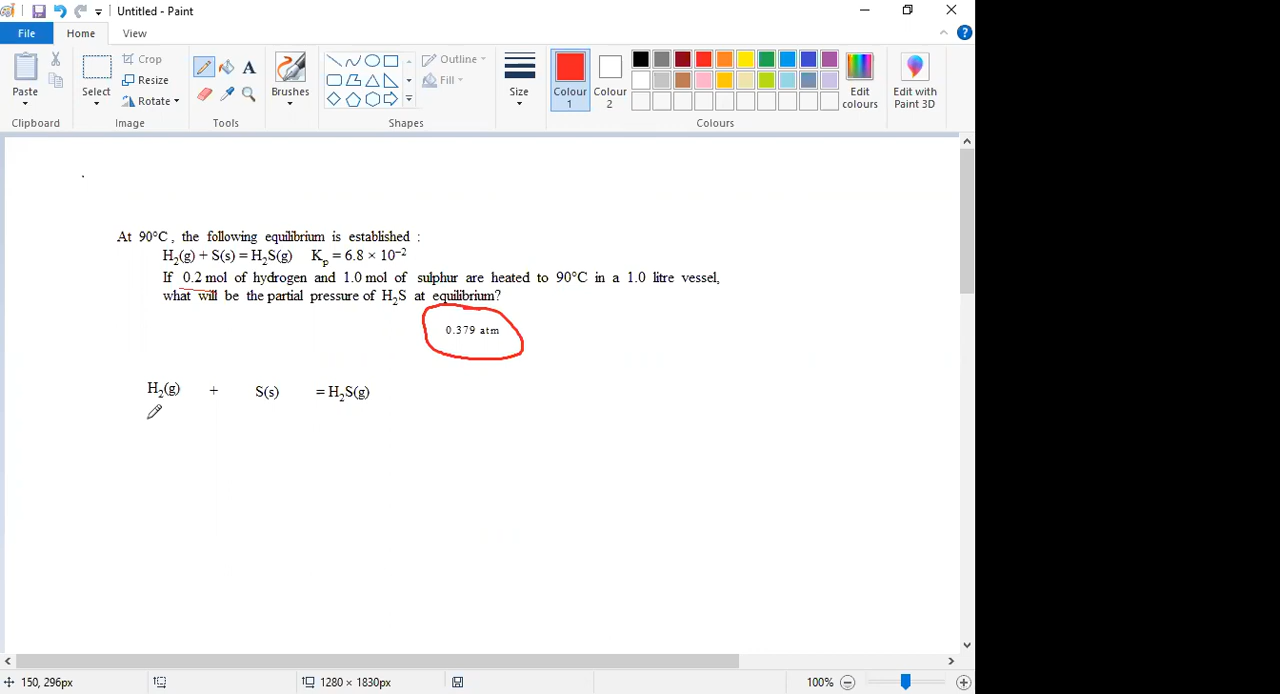 Untitled - Paint
File Home View
Paste
Clipboard
Select
Crop
Resize
Rotate
Image
A
Tools
Brushes
Outline
Fill
Shapes
Size
Colour 1
Colour 2
Edit colours
Colours
Edit with Paint 3D
At 90°C, the following equilibrium is established :
H₂(g) + S(s) = H₂S(g) Kₚ = 6.8 × 10⁻²
If 0.2 mol of hydrogen and 1.0 mol of sulphur are heated to 90°C in a 1.0 litre vessel,
what will be the partial pressure of H₂S at equilibrium?
0.379 atm
H₂(g) + S(s) = H₂S(g)
150, 296px
1280 × 1830px
100%